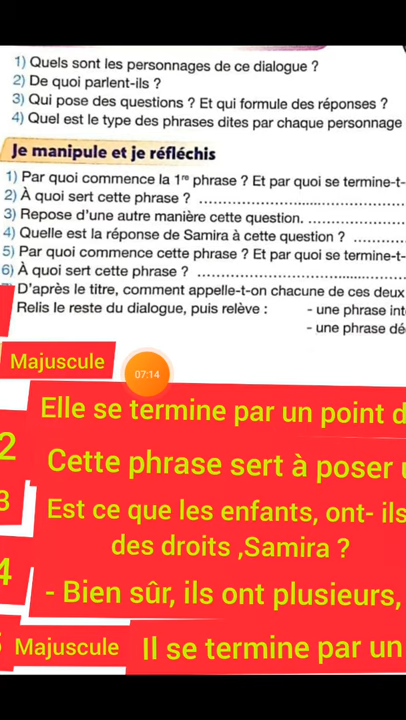 1) Quels sont les personnages de ce dialogue ?
2) De quoi parlent-ils ?
3) Qui pose des questions ? Et qui formule des réponses ?
4) Quel est le type des phrases dites par chaque personnage
Je manipule et je réfléchis
1) Par quoi commence la 1re phrase ? Et par quoi se termine-t-
2) À quoi sert cette phrase ? ................................
3) Repose d'une autre manière cette question. ................
4) Quelle est la réponse de Samira à cette question ? ............
5) Par quoi commence cette phrase ? Et par quoi se termine-t-
6) À quoi sert cette phrase ? ................................
D'après le titre, comment appelle-t-on chacune de ces deux
Relis le reste du dialogue, puis relève : - une phrase int
- une phrase dé
Majuscule
07:14
Elle se termine par un point d
2 Cette phrase sert à poser u
3 Est ce que les enfants, ont- ils
des droits ,Samira ?
4 - Bien sûr, ils ont plusieurs,
Majuscule Il se termine par un